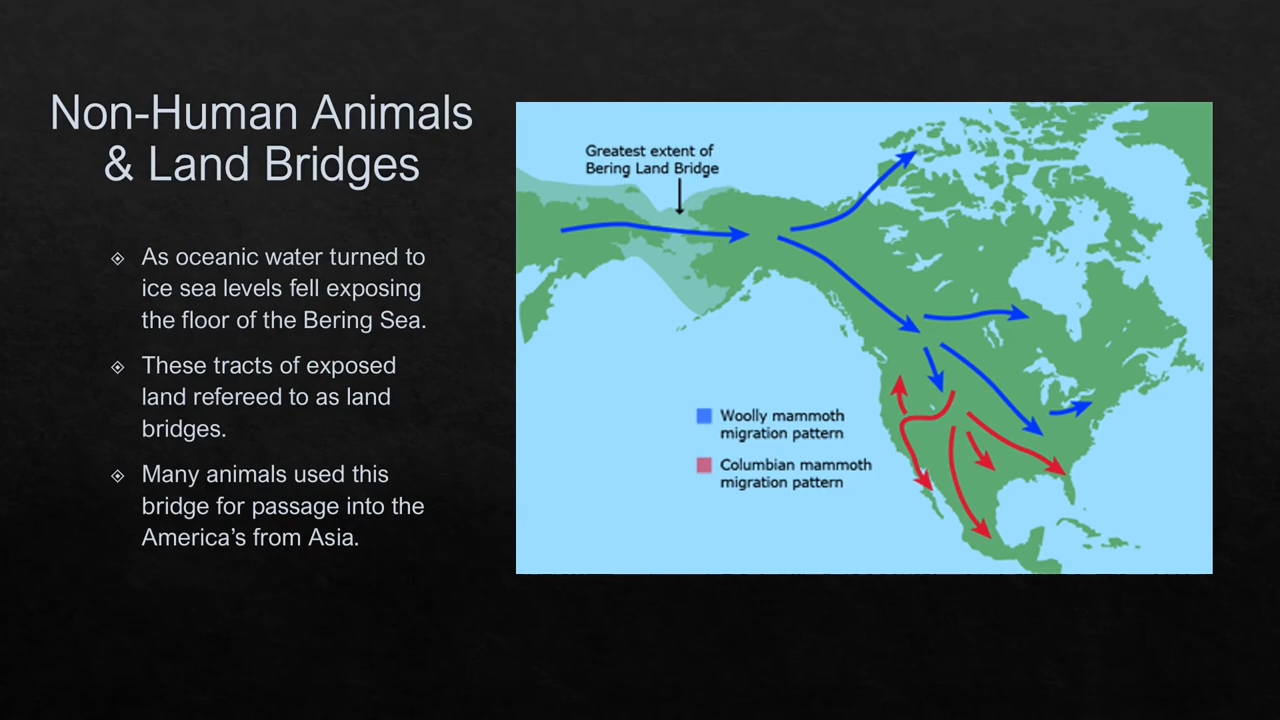 Non-Human Animals
& Land Bridges
As oceanic water turned to
ice sea levels fell exposing
the floor of the Bering Sea.
These tracts of exposed
land refereed to as land
bridges.
Many animals used this
bridge for passage into the
America’s from Asia.
Greatest extent of
Bering Land Bridge
Woolly mammoth
migration pattern
Columbian mammoth
migration pattern